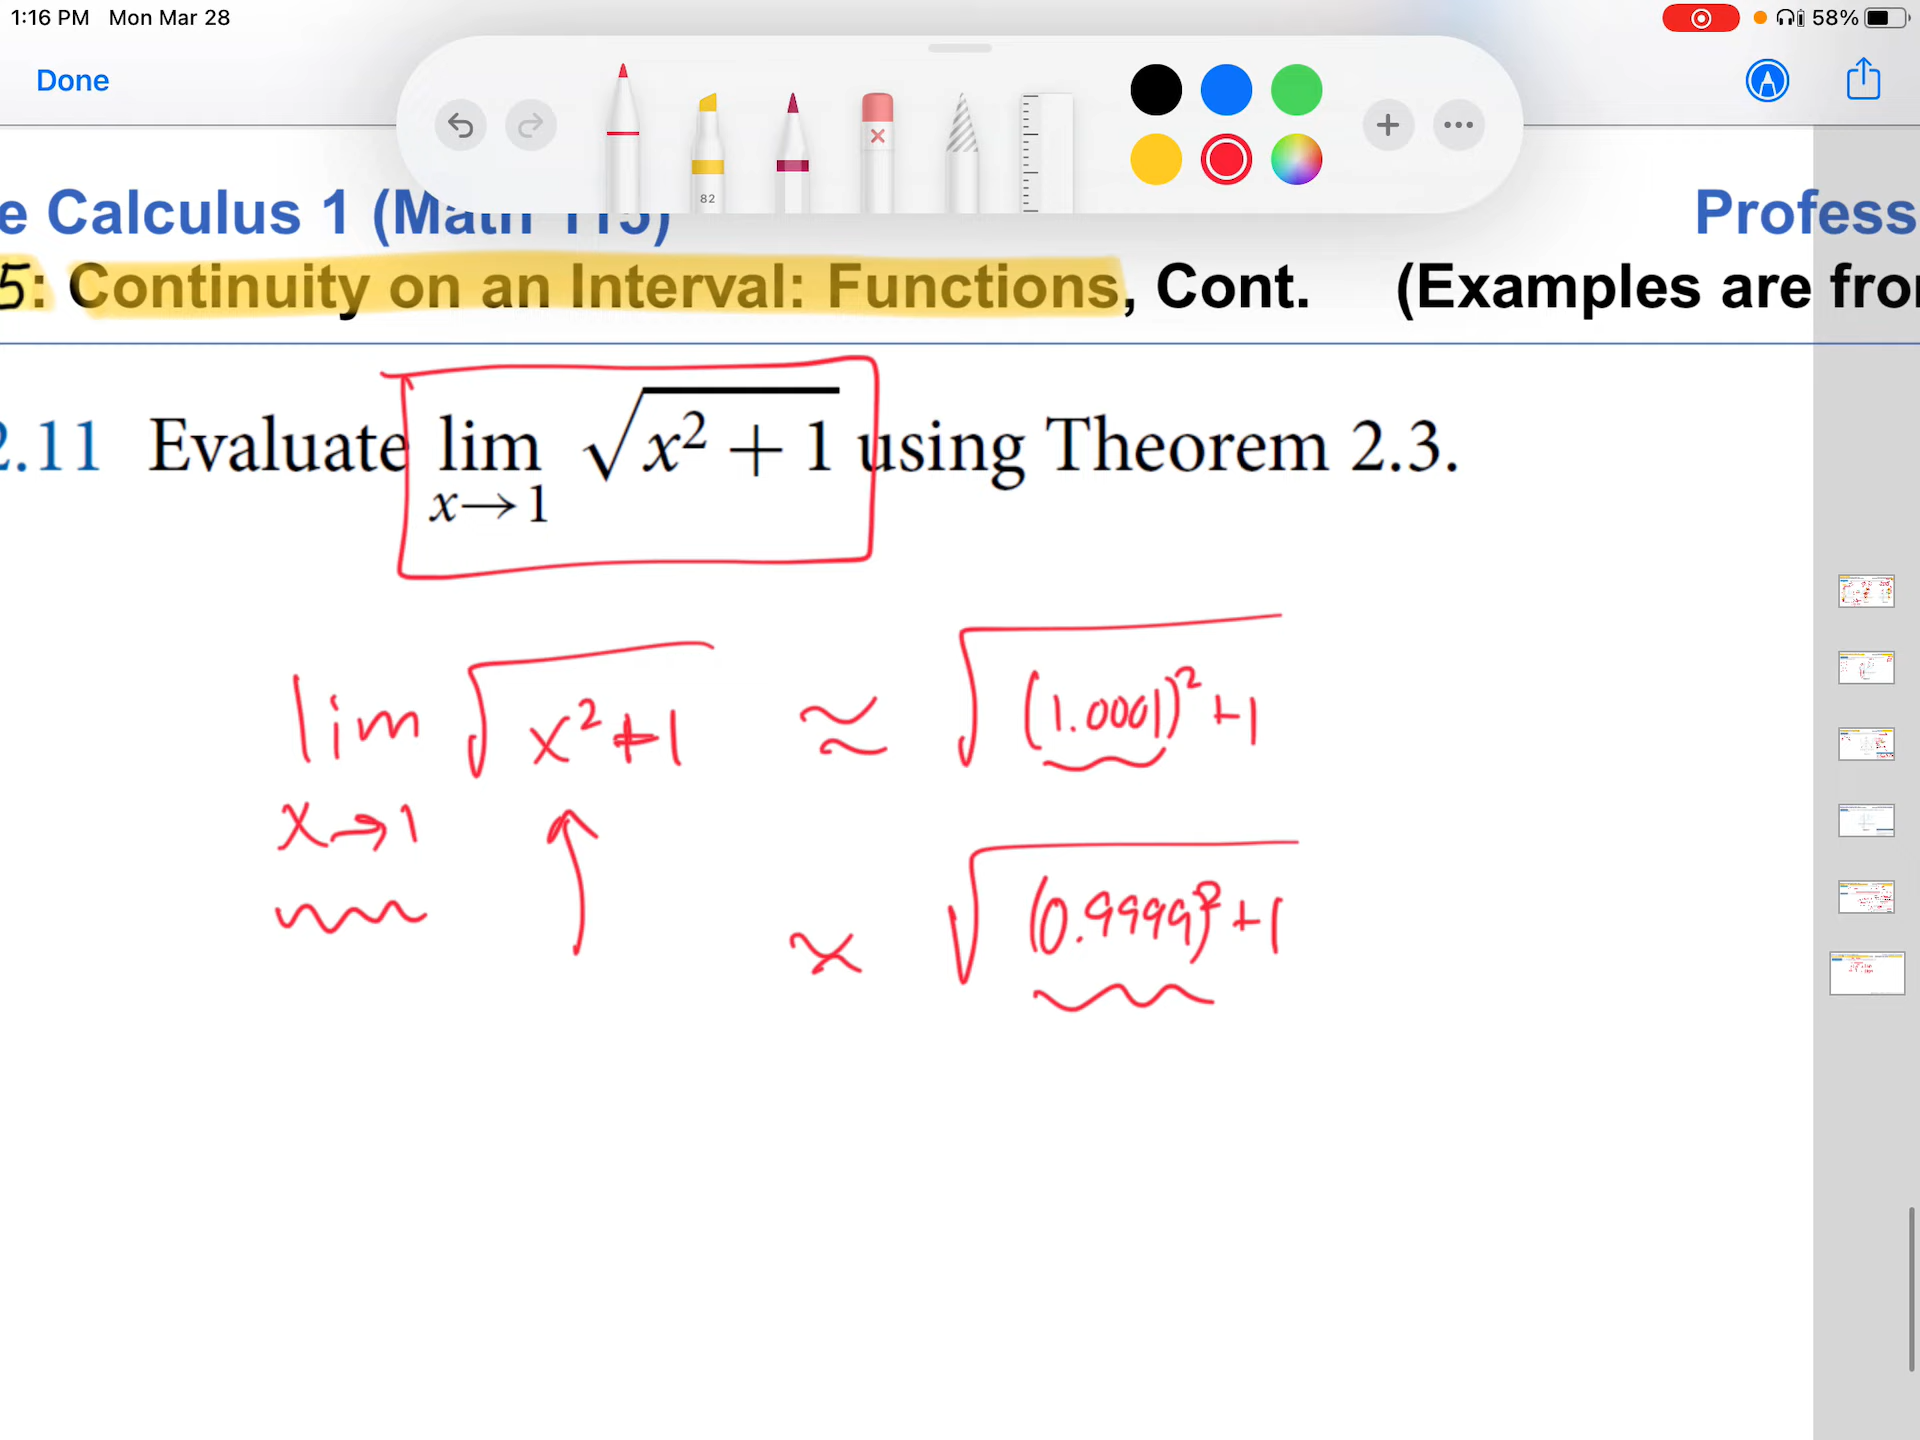 1:16 PM Mon Mar 28
58%
Done
82
e Calculus 1 (Math 115)
Profess
5: Continuity on an Interval: Functions, Cont. (Examples are fro
2.11 Evaluate lim x→1 √(x² + 1) using Theorem 2.3.
lim x→1 √(x²+1) ≈ √((1.0001)²+1)
≈ √((0.9999)²+1)